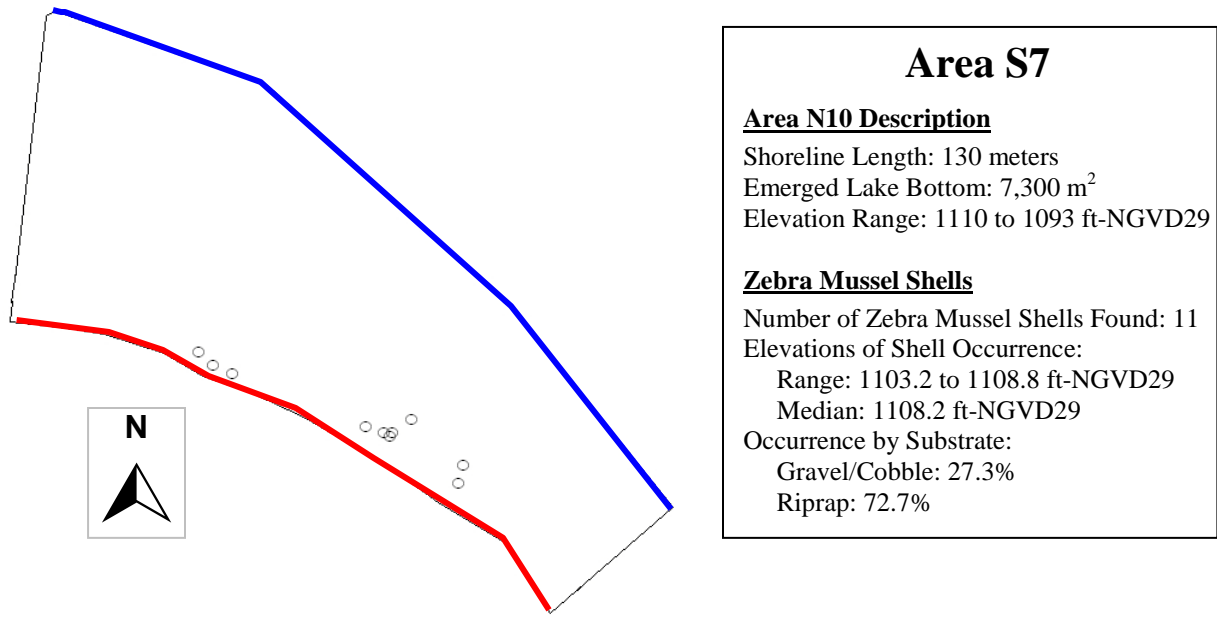 Area S7
Area N10 Description
Shoreline Length: 130 meters
Emerged Lake Bottom: 7,300 m²
Elevation Range: 1110 to 1093 ft-NGVD29
Zebra Mussel Shells
Number of Zebra Mussel Shells Found: 11
Elevations of Shell Occurrence:
Range: 1103.2 to 1108.8 ft-NGVD29
Median: 1108.2 ft-NGVD29
Occurrence by Substrate:
Gravel/Cobble: 27.3%
Riprap: 72.7%
N